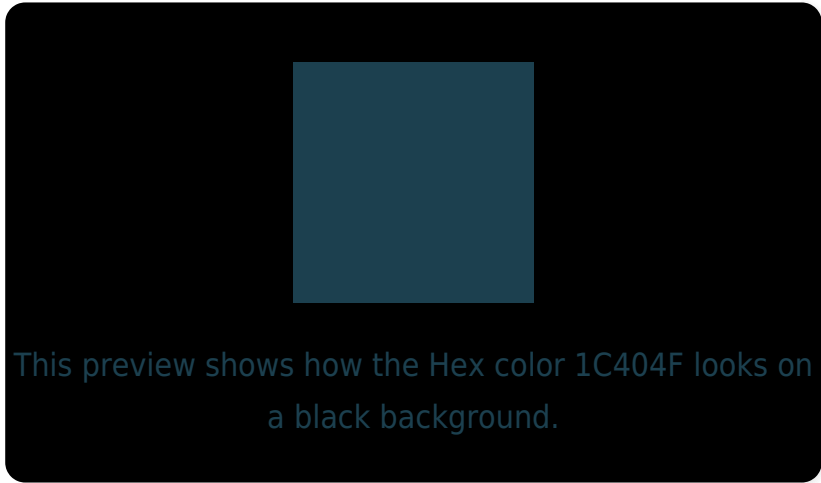 This preview shows how the Hex color 1C404F looks on
a black background.